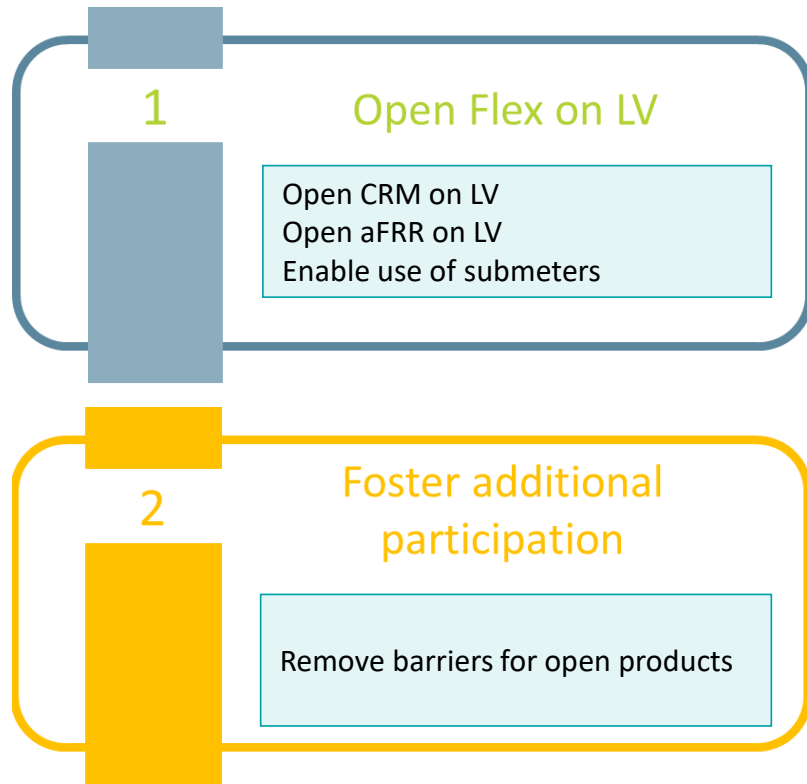 1
Open Flex on LV
Open CRM on LV
Open aFRR on LV
Enable use of submeters
2
Foster additional
participation
Remove barriers for open products